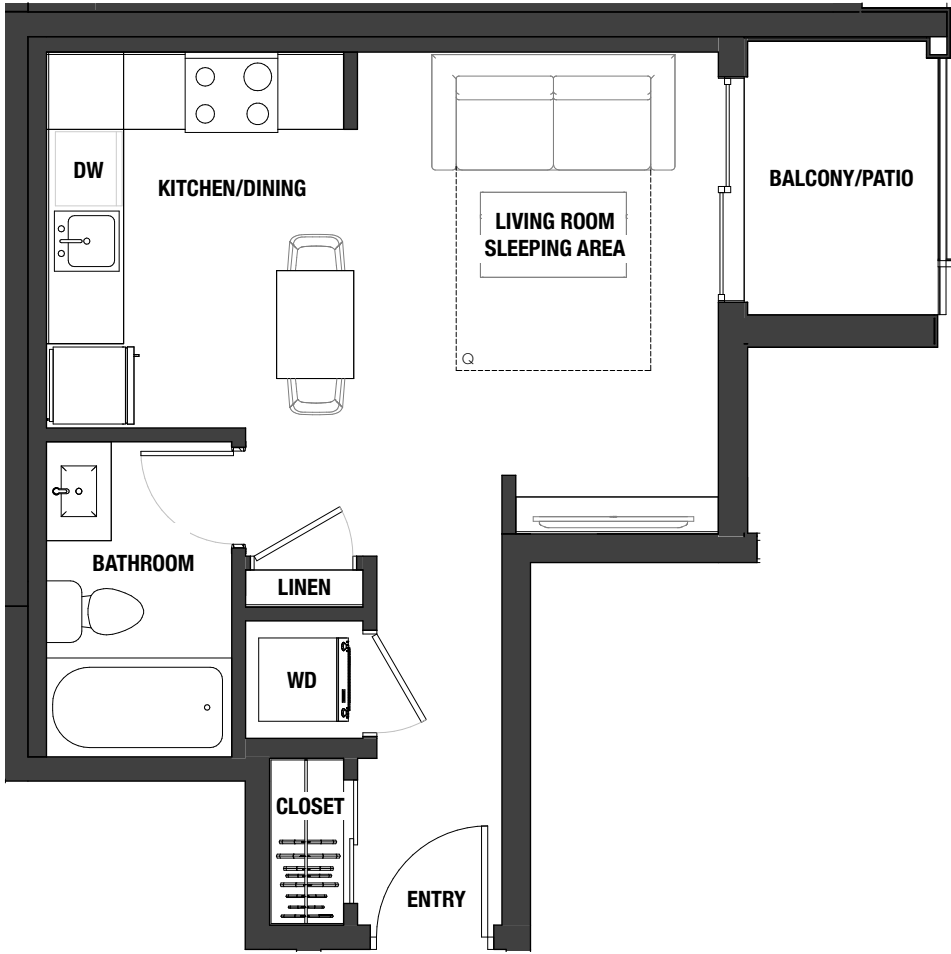 DW
KITCHEN/DINING
LIVING ROOM
SLEEPING AREA
BALCONY/PATIO
Q
BATHROOM
LINEN
WD
CLOSET
ENTRY